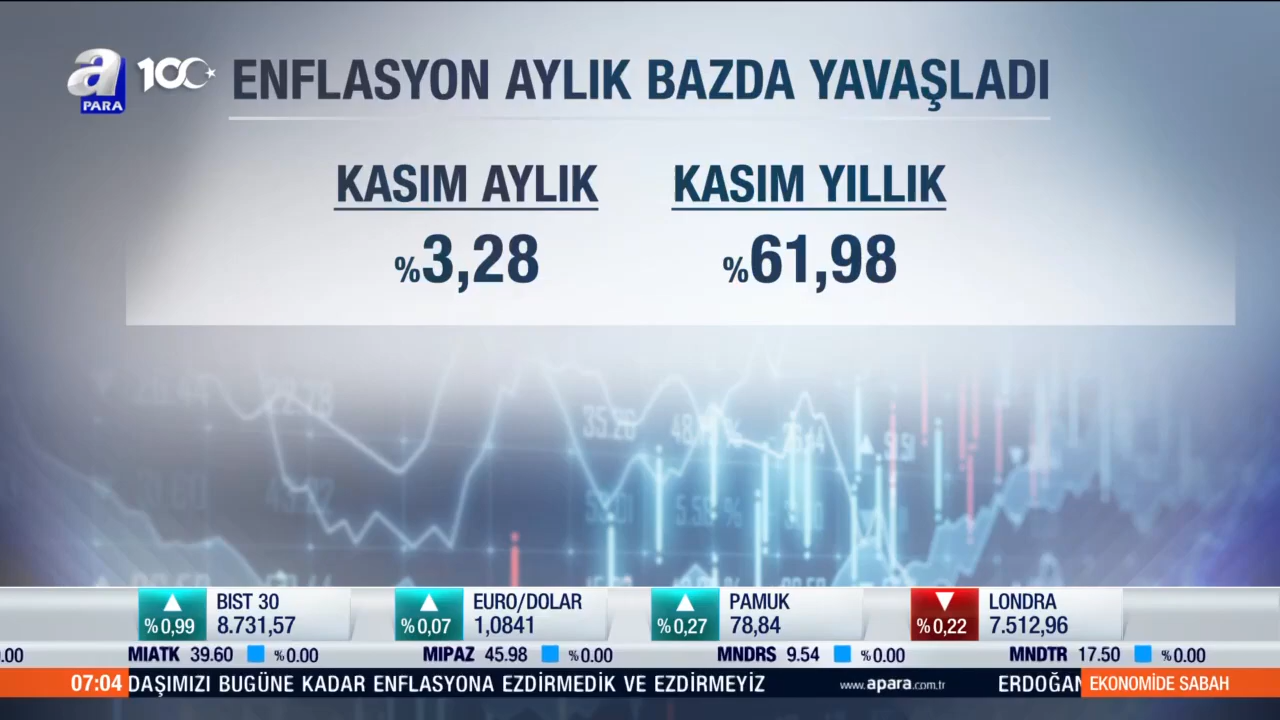 a PARA
100
ENFLASYON AYLIK BAZDA YAVAŞLADI
KASIM AYLIK KASIM YILLIK
%3,28 %61,98
BIST 30 EURO/DOLAR PAMUK LONDRA
%0,99 8.731,57 %0,07 1,0841 %0,27 78,84 %0,22 7.512,96
.00 MIATK 39.60 %0.00 MIPAZ 45.98 %0.00 MNDRS 9.54 %0.00 MNDTR 17.50 %0.00
07:04 DAŞIMIZI BUGÜNE KADAR ENFLASYONA EZDİRMEDİK VE EZDİRMEYİZ www.apara.com.tr ERDOĞAN EKONOMİDE SABAH